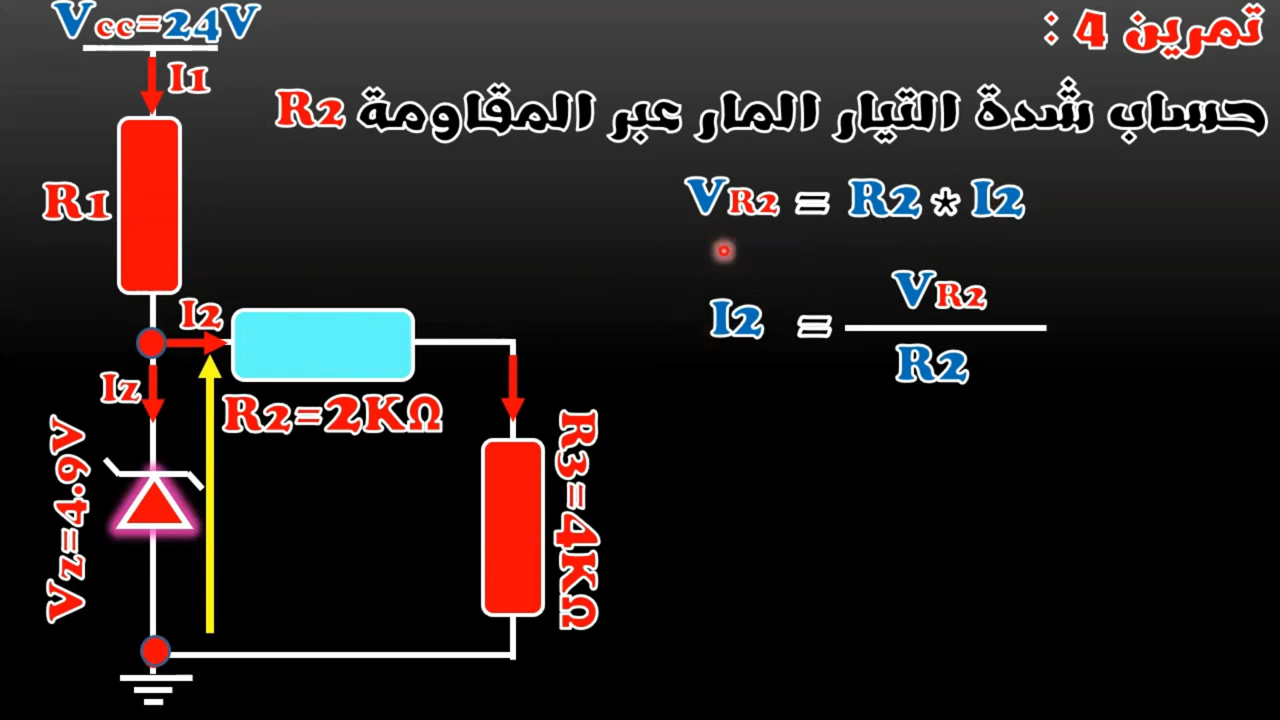 تمرين 4 :
حساب شدة التيار المار عبر المقاومة R2
Vcc=24V
I1
R1
I2
R2=2KΩ
Iz
Vz=4.9V
R3=4KΩ
VR2 = R2 * I2
I2 = VR2 / R2